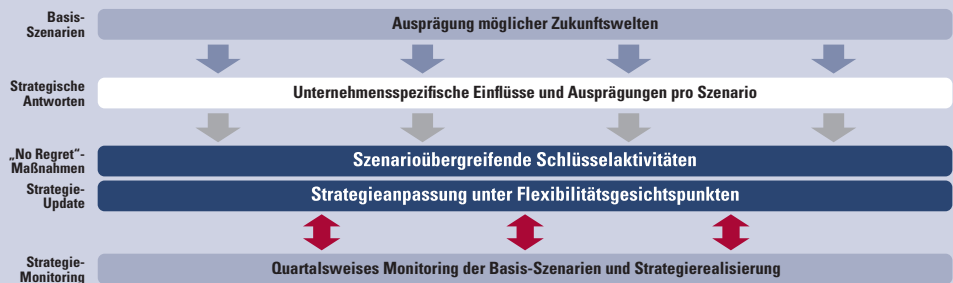 Basis-
Szenarien
Ausprägung möglicher Zukunftswelten
Strategische
Antworten
Unternehmensspezifische Einflüsse und Ausprägungen pro Szenario
„No Regret“-
Maßnahmen
Szenarioübergreifende Schlüsselaktivitäten
Strategie-
Update
Strategieanpassung unter Flexibilitätsgesichtspunkten
Strategie-
Monitoring
Quartalsweises Monitoring der Basis-Szenarien und Strategierealisierung